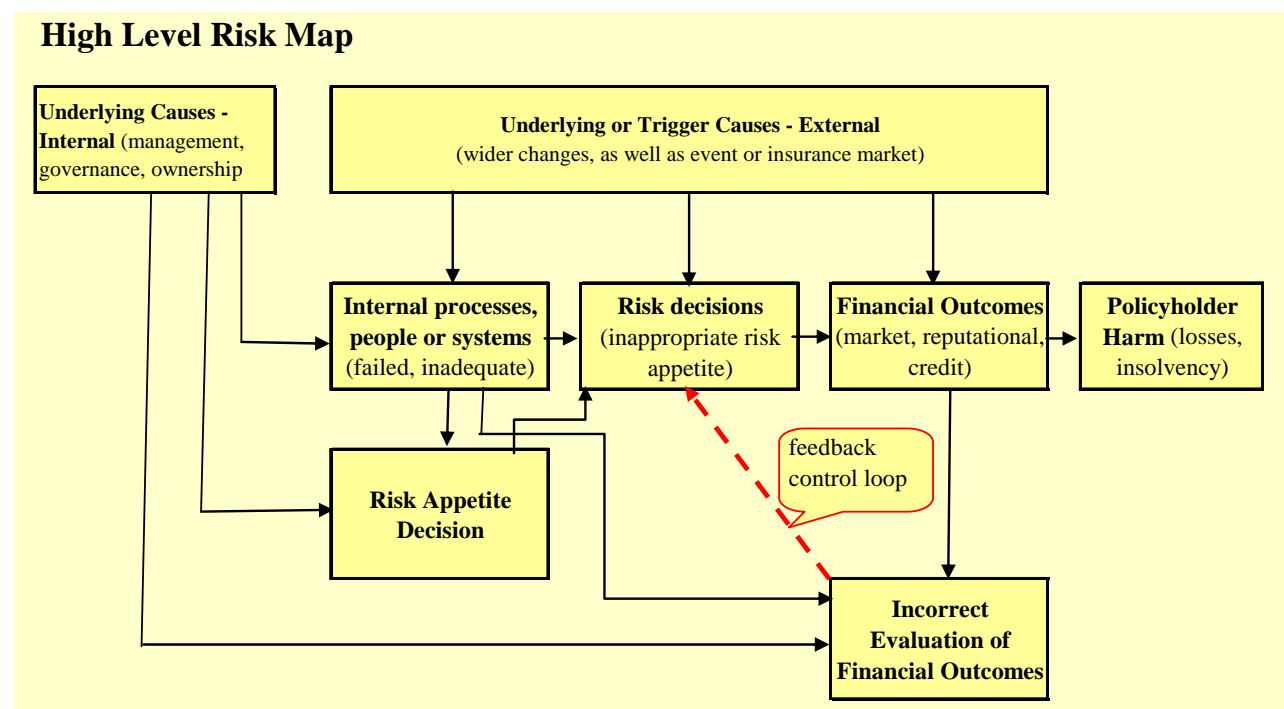 High Level Risk Map
Underlying Causes -
Internal (management,
governance, ownership
Underlying or Trigger Causes - External
(wider changes, as well as event or insurance market)
Internal processes,
people or systems
(failed, inadequate)
Risk decisions
(inappropriate risk
appetite)
Financial Outcomes
(market, reputational,
credit)
Policyholder
Harm (losses,
insolvency)
feedback
control loop
Risk Appetite
Decision
Incorrect
Evaluation of
Financial Outcomes